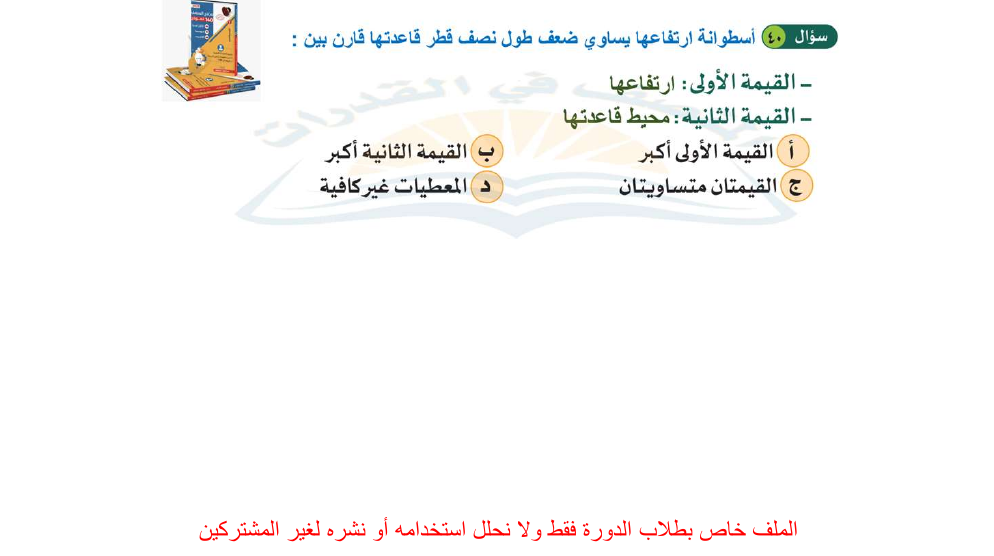 سؤال ٤٠ أسطوانة ارتفاعها يساوي ضعف طول نصف قطر قاعدتها قارن بين :
– القيمة الأولى : ارتفاعها
– القيمة الثانية : محيط قاعدتها
أ القيمة الأولى أكبر ب القيمة الثانية أكبر
ج القيمتان متساويتان د المعطيات غير كافية
الملف خاص بطلاب الدورة فقط ولا نحلل استخدامه أو نشره لغير المشتركين